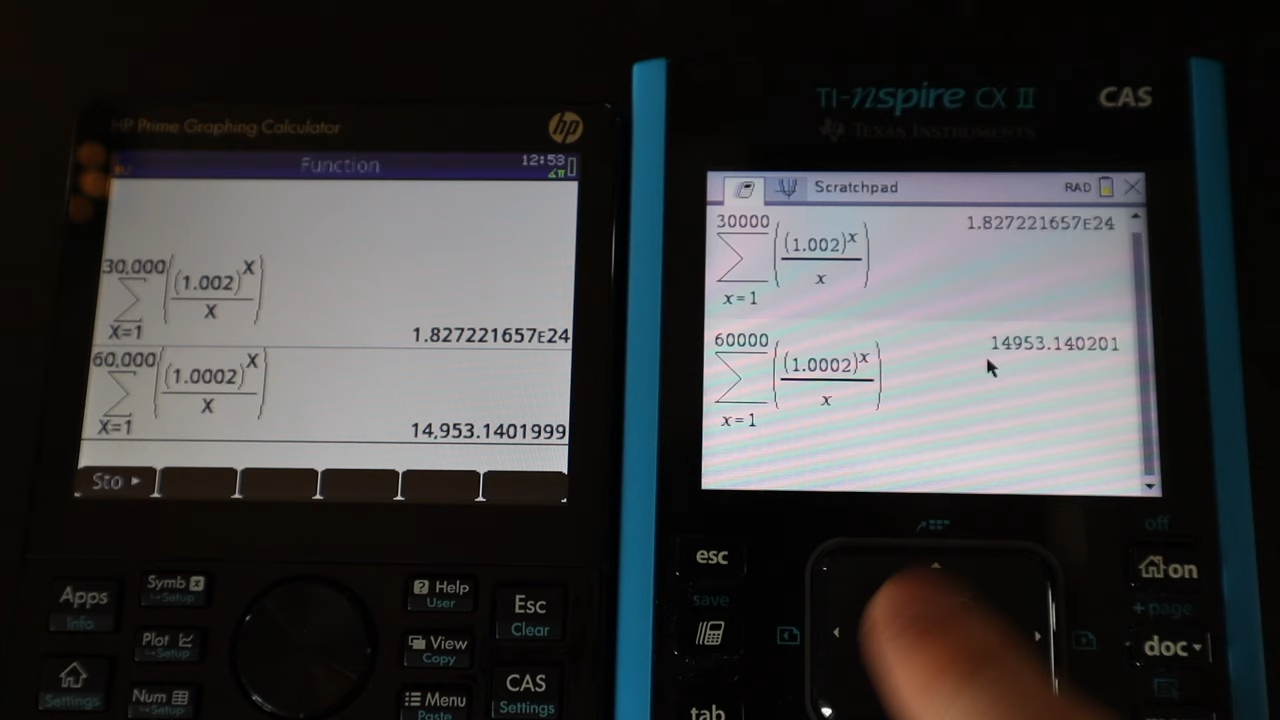 HP Prime Graphing Calculator
hp
Function
12:53
∡π
30,000
∑
X=1
((1.002)^X / X)
1.827221657E24
60,000
∑
X=1
((1.0002)^X / X)
14,953.1401999
Sto ▸
Apps
Info
Symb
Setup
Plot
Setup
Settings
Num
Setup
Help
User
View
Copy
Menu
Paste
Esc
Clear
CAS
Settings
TI-nspire CX II
CAS
TEXAS INSTRUMENTS
Scratchpad
RAD
30000
∑
x=1
((1.002)^x / x)
1.827221657E24
60000
∑
x=1
((1.0002)^x / x)
14953.140201
esc
save
tab
off
on
+page
doc